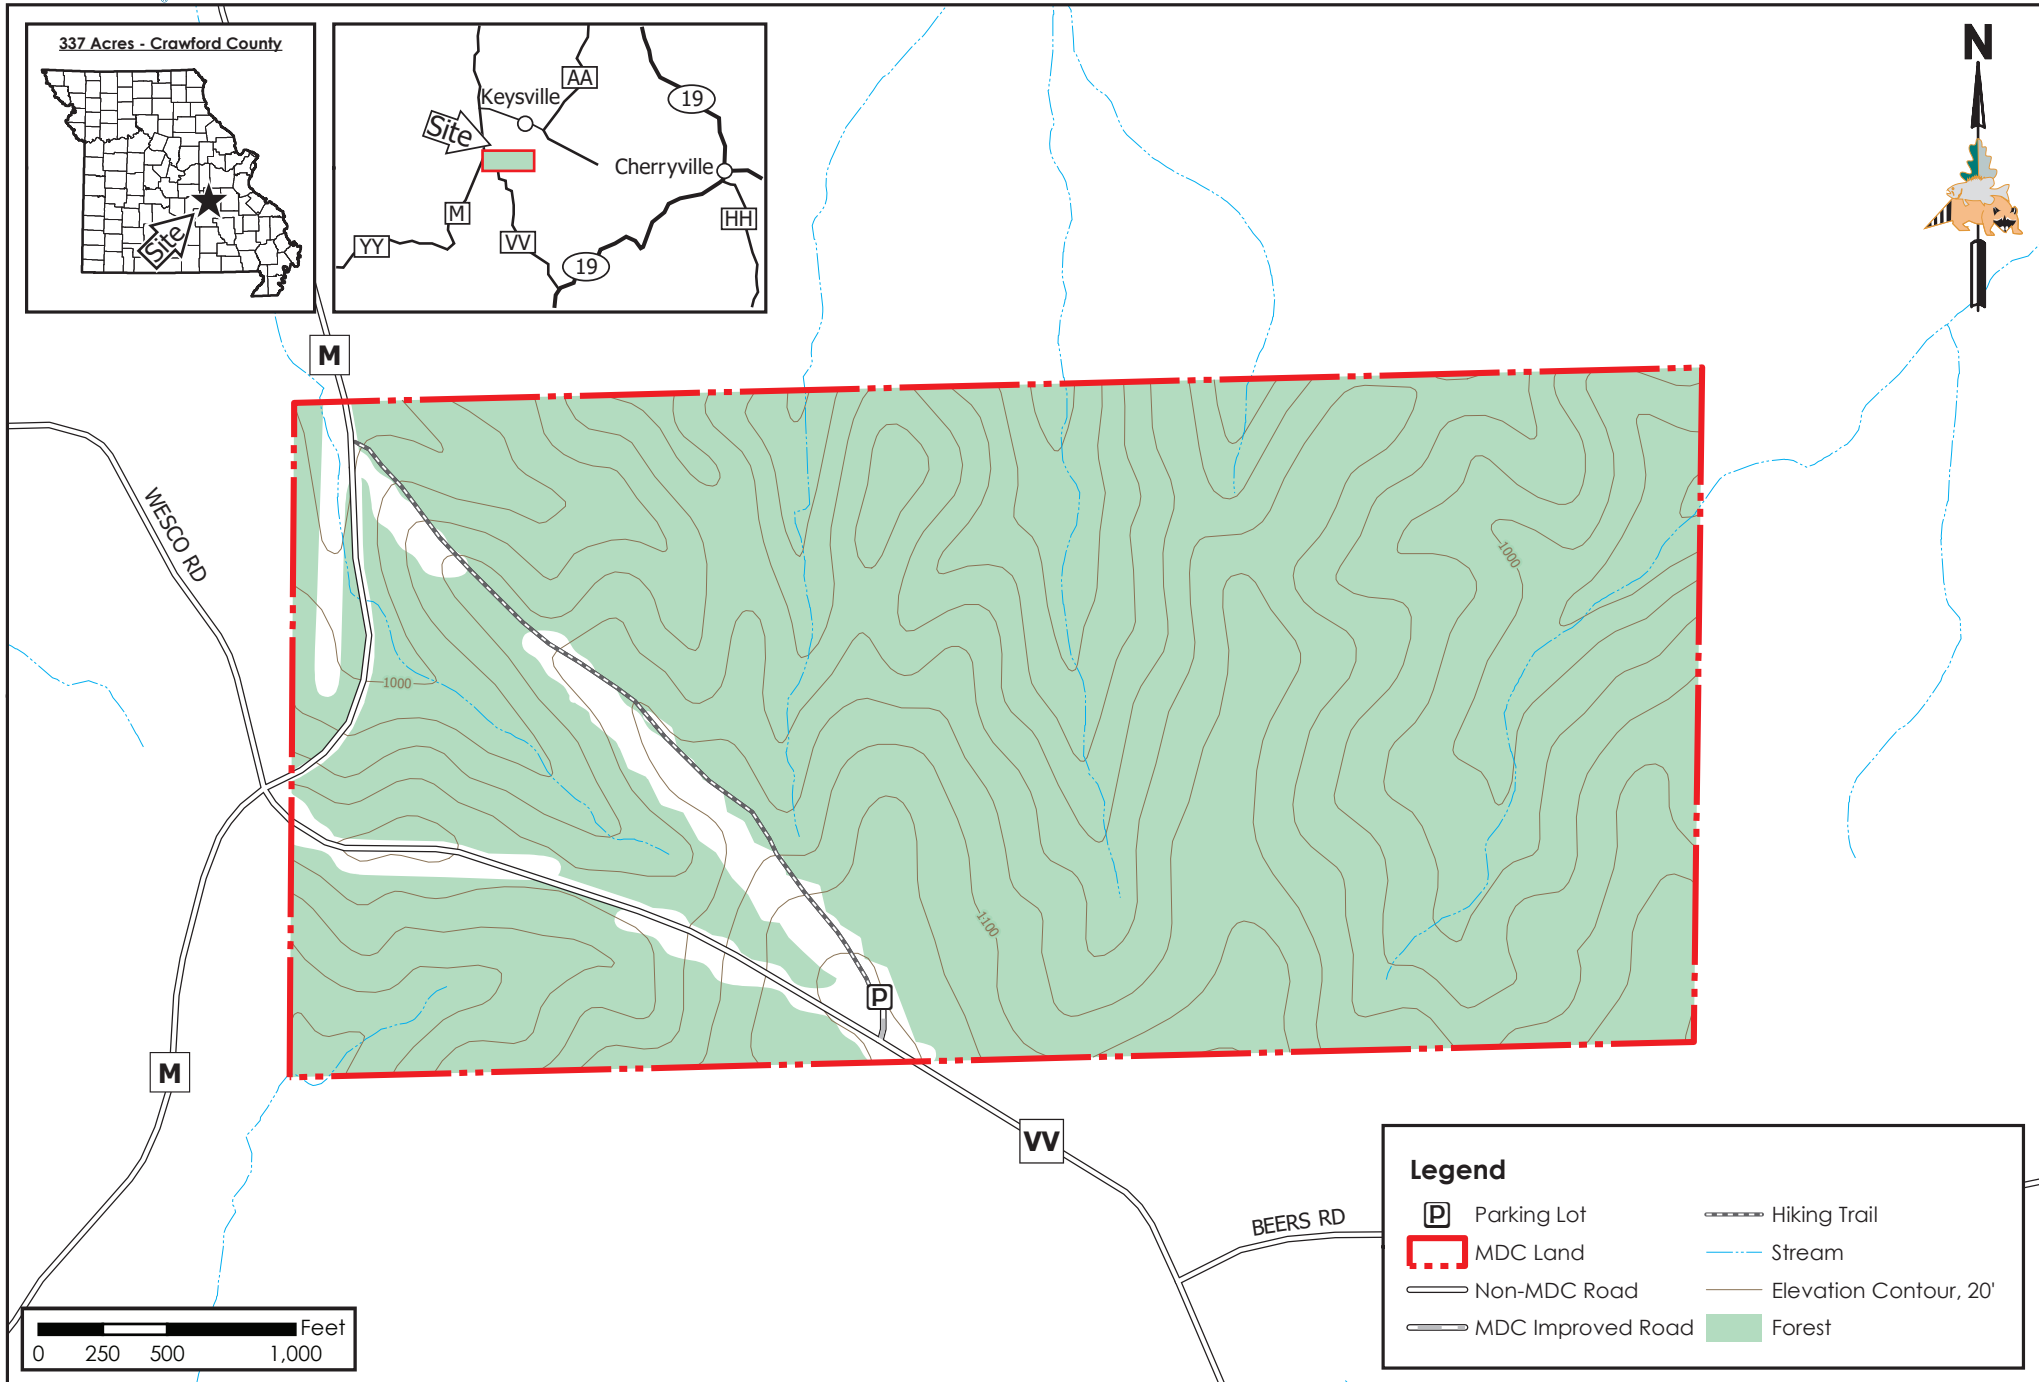 337 Acres - Crawford County
Site
AA
Keysville
19
Site
Cherryville
M
HH
YY
VV
19
N
M
WESCO RD
1000
1000
1100
P
M
VV
BEERS RD
Legend
P Parking Lot
MDC Land
Non-MDC Road
MDC Improved Road
Hiking Trail
Stream
Elevation Contour, 20'
Forest
Feet
0 250 500 1,000